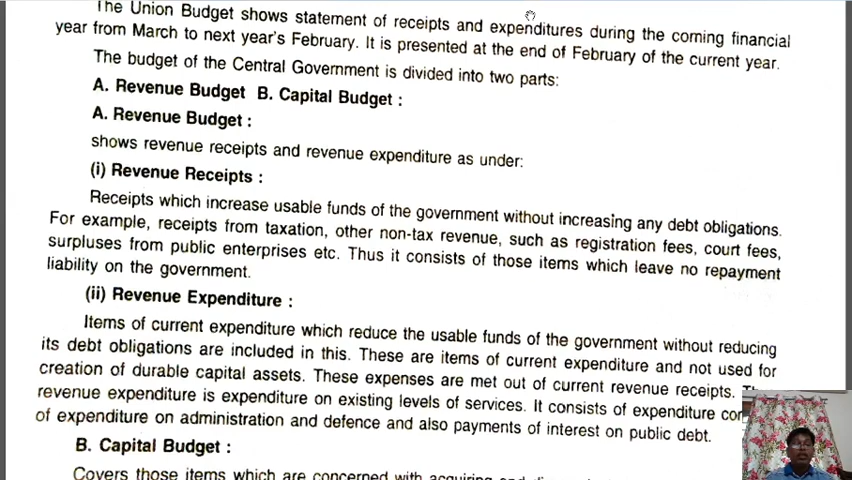 The Union Budget shows statement of receipts and expenditures during the coming financial
year from March to next year's February. It is presented at the end of February of the current year.
The budget of the Central Government is divided into two parts:
A. Revenue Budget B. Capital Budget :
A. Revenue Budget :
shows revenue receipts and revenue expenditure as under:
(i) Revenue Receipts :
Receipts which increase usable funds of the government without increasing any debt obligations.
For example, receipts from taxation, other non-tax revenue, such as registration fees, court fees,
surpluses from public enterprises etc. Thus it consists of those items which leave no repayment
liability on the government.
(ii) Revenue Expenditure :
Items of current expenditure which reduce the usable funds of the government without reducing
its debt obligations are included in this. These are items of current expenditure and not used for
creation of durable capital assets. These expenses are met out of current revenue receipts.
revenue expenditure is expenditure on existing levels of services. It consists of expenditure
of expenditure on administration and defence and also payments of interest on public debt.
B. Capital Budget :
Covers those items which are concerned with acquiring and